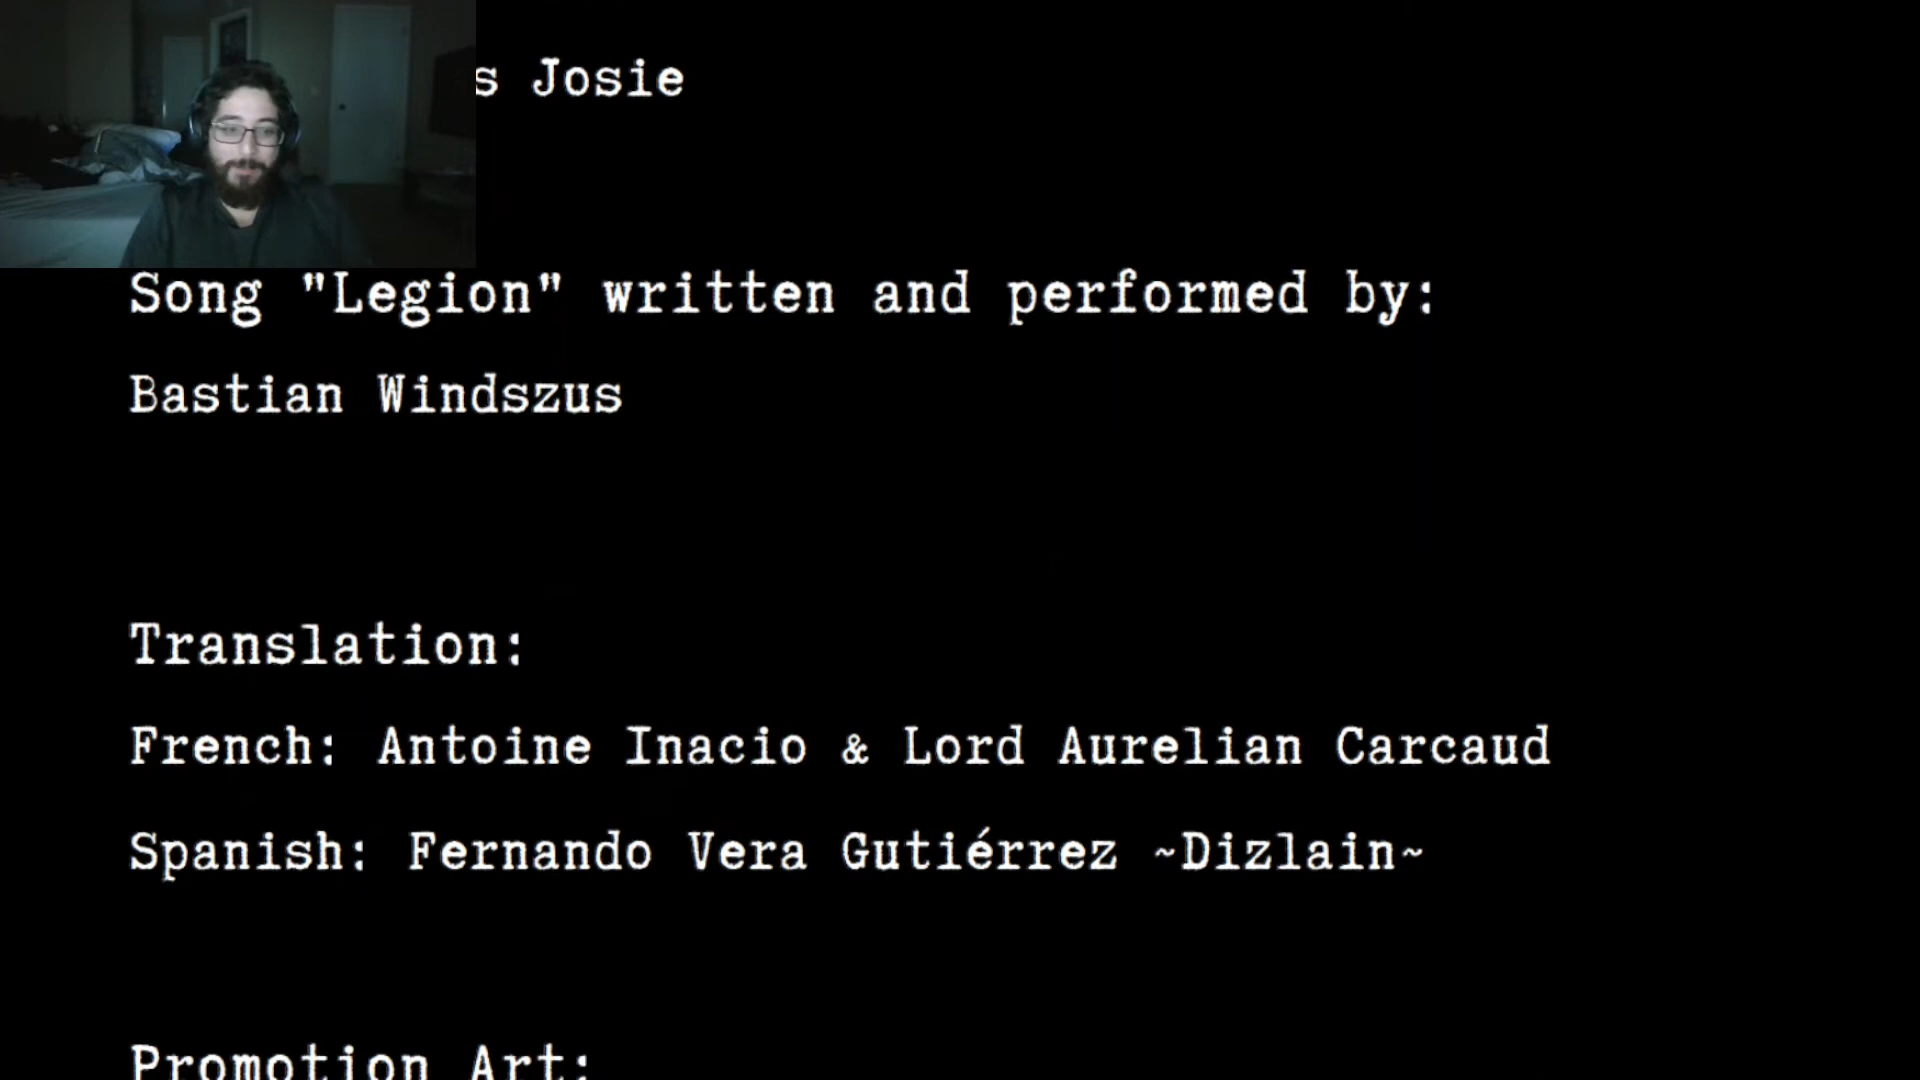 s Josie
Song "Legion" written and performed by:
Bastian Windszus
Translation:
French: Antoine Inacio & Lord Aurelian Carcaud
Spanish: Fernando Vera Gutiérrez ~Dizlain~
Promotion Art: